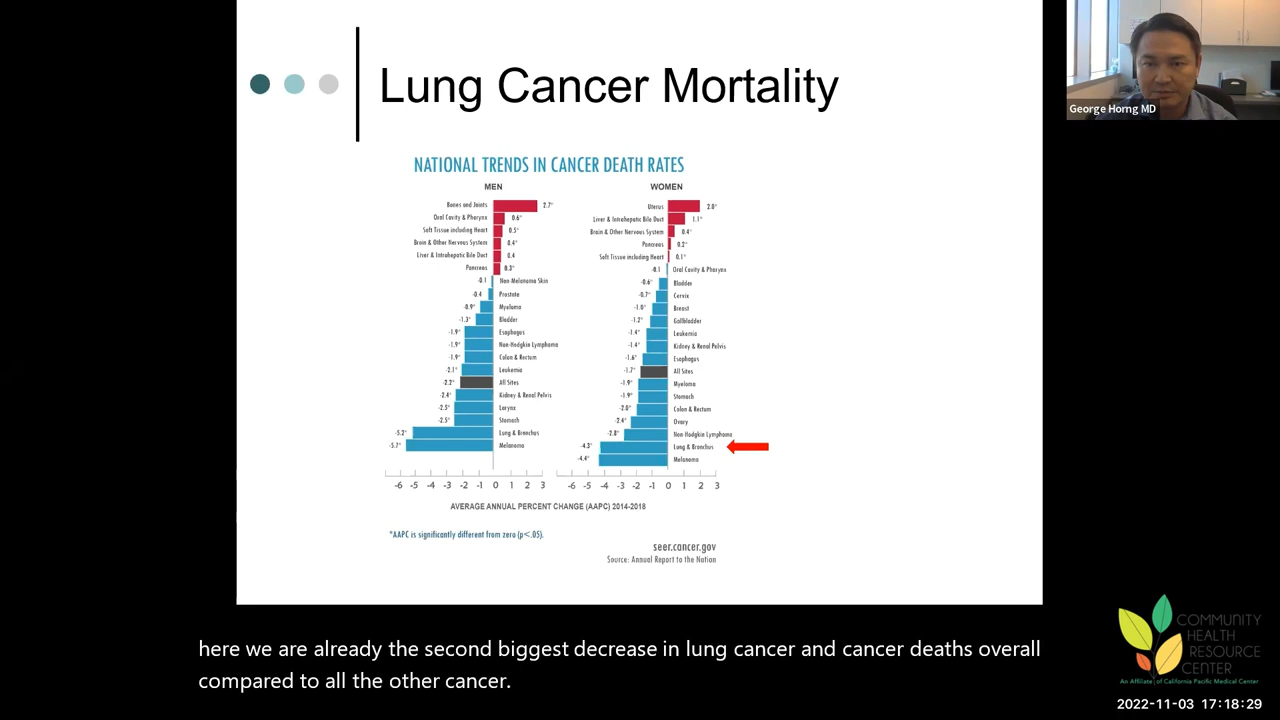 Lung Cancer Mortality
George Horng MD
NATIONAL TRENDS IN CANCER DEATH RATES
MEN
Bones and Joints 2.7*
Oral Cavity & Pharynx 0.6*
Soft Tissue including Heart 0.5*
Brain & Other Nervous System 0.4*
Liver & Intrahepatic Bile Duct 0.4
Pancreas 0.3*
-0.1 Non-Melanoma Skin
-0.4 Prostate
-0.9* Myeloma
-1.3* Bladder
-1.9* Esophagus
-1.9* Non-Hodgkin Lymphoma
-1.9* Colon & Rectum
-2.1* Leukemia
-2.2* All Sites
-2.4* Kidney & Renal Pelvis
-2.5* Larynx
-2.5* Stomach
-5.2* Lung & Bronchus
-5.7* Melanoma
-6 -5 -4 -3 -2 -1 0 1 2 3
WOMEN
Uterus 2.0*
Liver & Intrahepatic Bile Duct 1.1*
Brain & Other Nervous System 0.4*
Pancreas 0.2*
Soft Tissue including Heart 0.1*
-0.1 Oral Cavity and Pharynx
-0.6* Bladder
-0.7* Cervix
-1.0* Breast
-1.2* Gallbladder
-1.4* Leukemia
-1.4* Kidney & Renal Pelvis
-1.6* Esophagus
-1.7* All Sites
-1.9* Myeloma
-1.9* Stomach
-2.0* Colon & Rectum
-2.4* Ovary
-2.8* Non-Hodgkin Lymphoma
-4.3* Lung & Bronchus
-4.4* Melanoma
-6 -5 -4 -3 -2 -1 0 1 2 3
AVERAGE ANNUAL PERCENT CHANGE (AAPC) 2014-2018
*AAPC is significantly different from zero (p<.05).
seer.cancer.gov
Source: Annual Report to the Nation
here we are already the second biggest decrease in lung cancer and cancer deaths overall
compared to all the other cancer.
COMMUNITY
HEALTH
RESOURCE
CENTER
An Affiliate of California Pacific Medical Center
2022-11-03 17:18:29